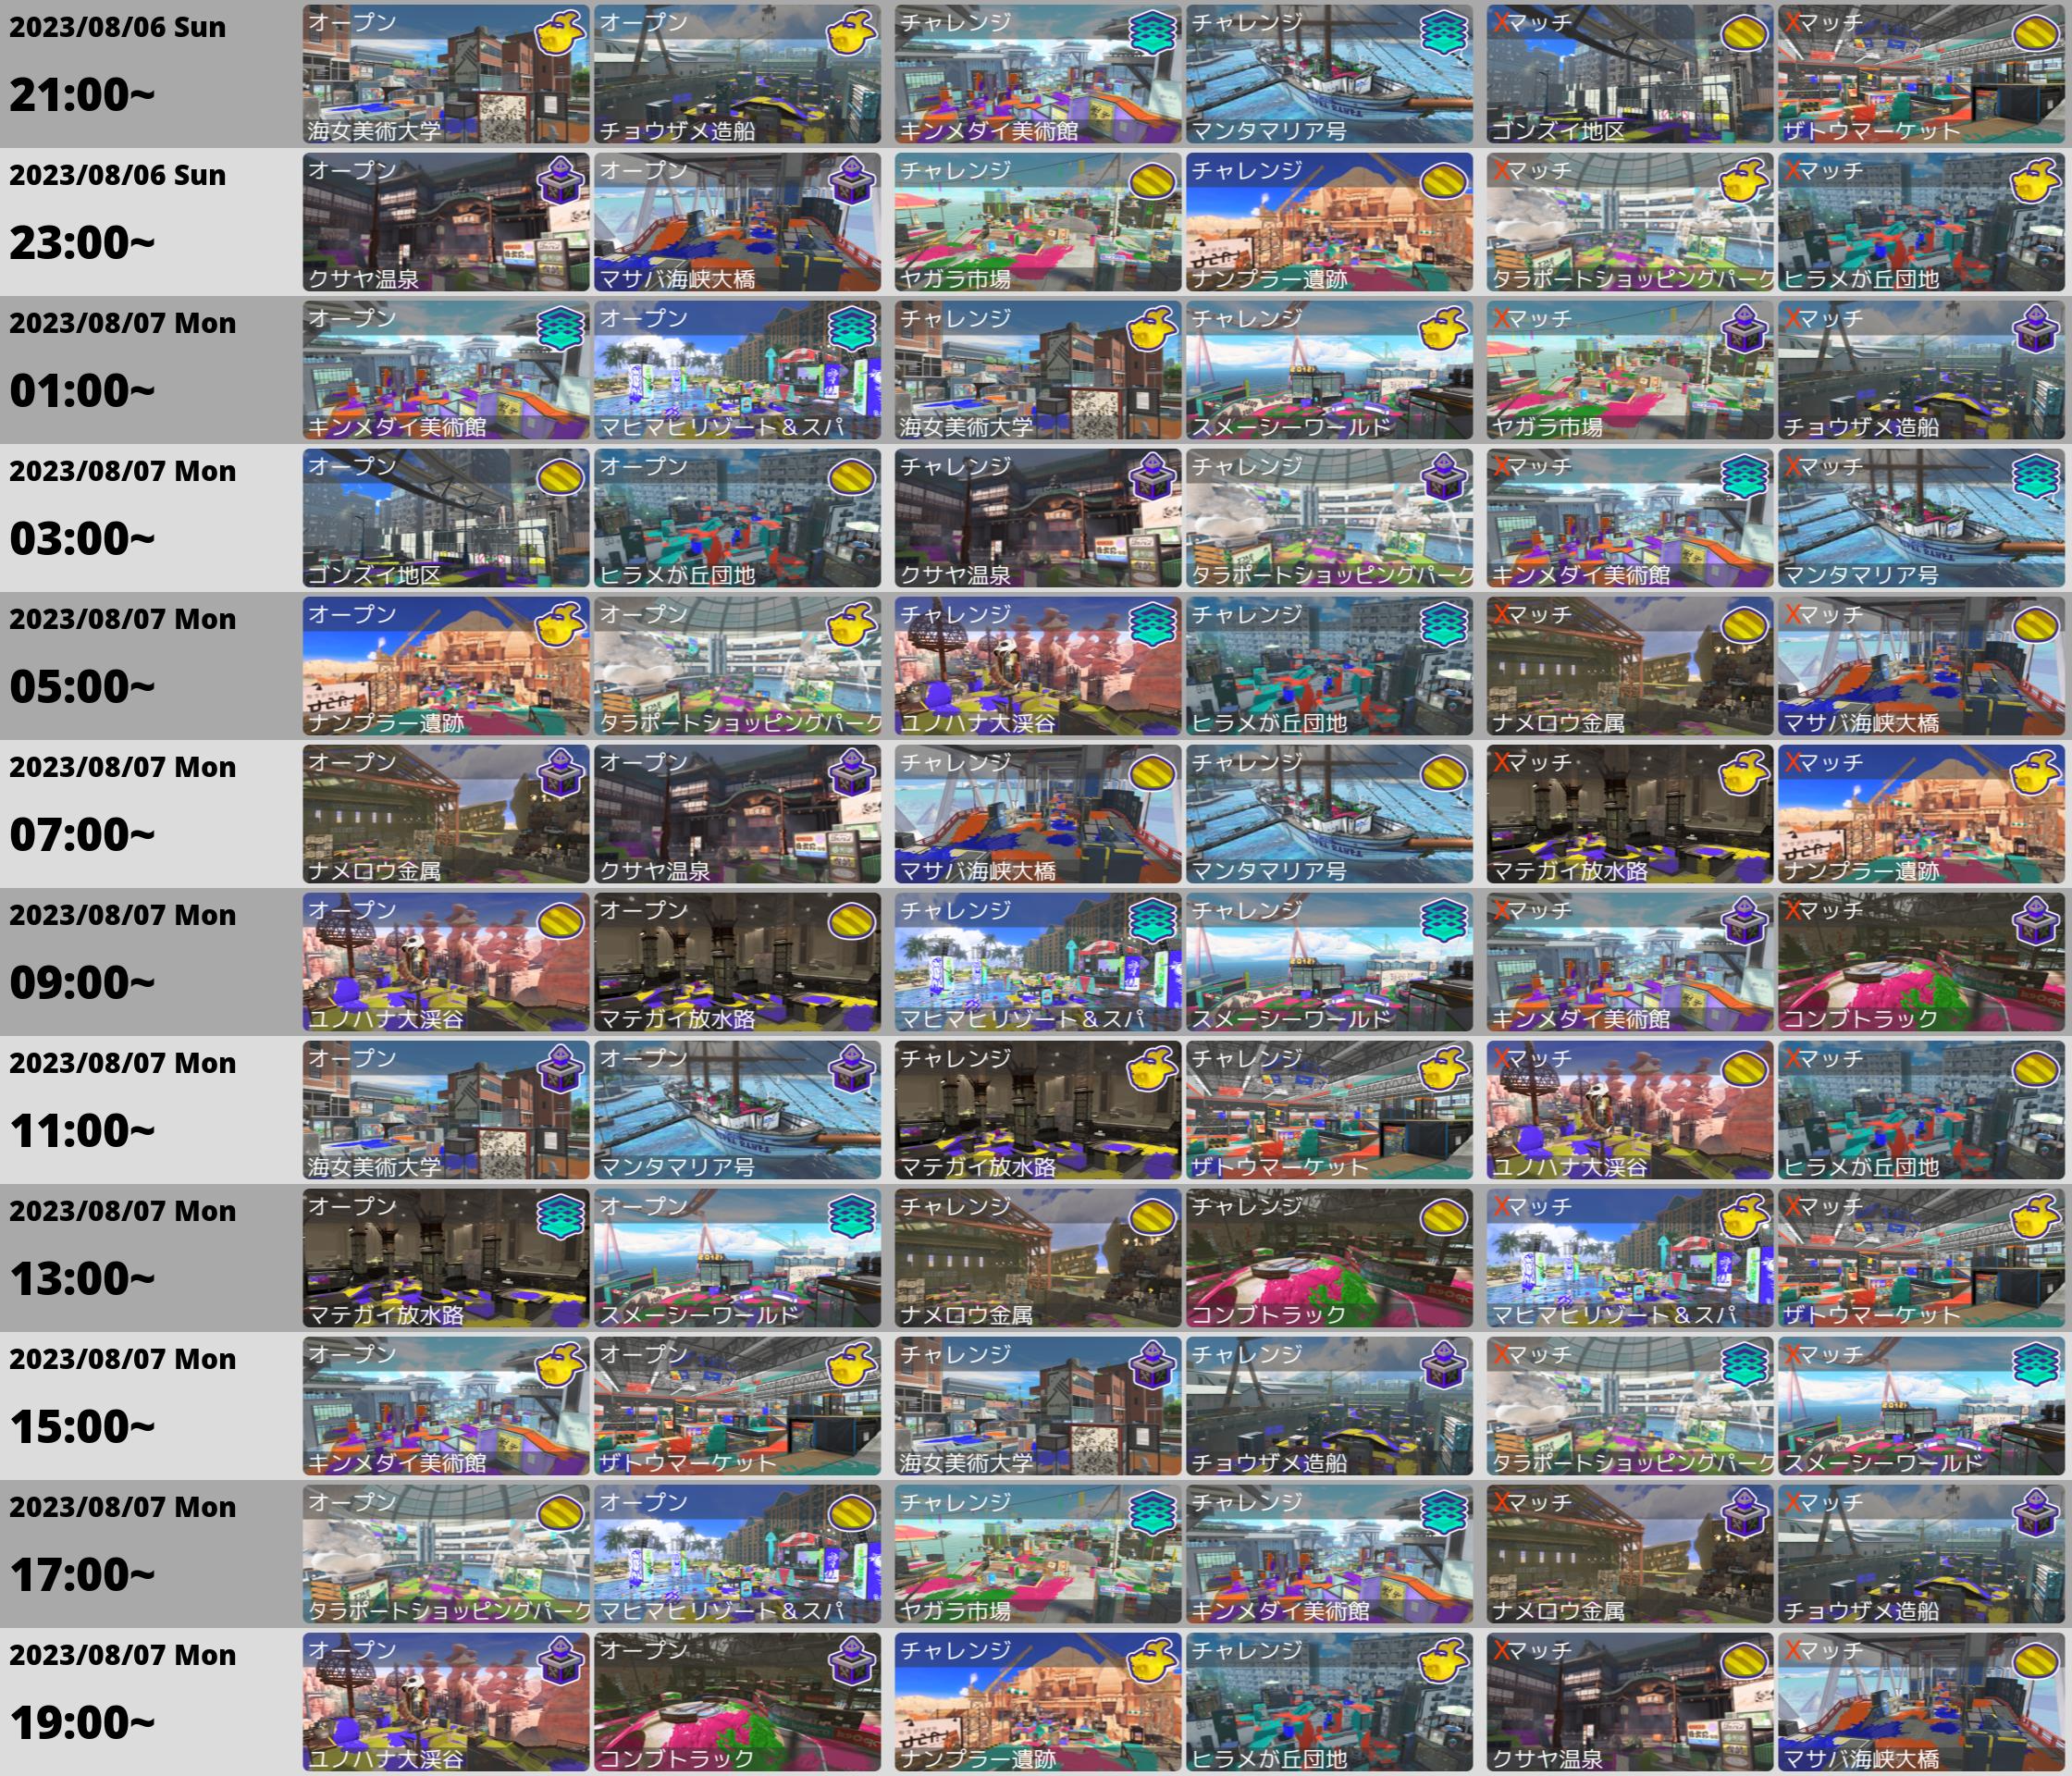 2023/08/06 Sun
21:00~
オープン オープン チャレンジ チャレンジ Xマッチ Xマッチ
海女美術大学 チョウザメ造船 キンメダイ美術館 マンタマリア号 ゴンズイ地区 ザトウマーケット
2023/08/06 Sun
23:00~
オープン オープン チャレンジ チャレンジ Xマッチ Xマッチ
クサヤ温泉 マサバ海峡大橋 ヤガラ市場 ナンプラー遺跡 タラポートショッピングパーク ヒラメが丘団地
2023/08/07 Mon
01:00~
オープン オープン チャレンジ チャレンジ Xマッチ Xマッチ
キンメダイ美術館 マヒマヒリゾート＆スパ 海女美術大学 スメーシーワールド ヤガラ市場 チョウザメ造船
2023/08/07 Mon
03:00~
オープン オープン チャレンジ チャレンジ Xマッチ Xマッチ
ゴンズイ地区 ヒラメが丘団地 クサヤ温泉 タラポートショッピングパーク キンメダイ美術館 マンタマリア号
2023/08/07 Mon
05:00~
オープン オープン チャレンジ チャレンジ Xマッチ Xマッチ
ナンプラー遺跡 タラポートショッピングパーク ユノハナ大渓谷 ヒラメが丘団地 ナメロウ金属 マサバ海峡大橋
2023/08/07 Mon
07:00~
オープン オープン チャレンジ チャレンジ Xマッチ Xマッチ
ナメロウ金属 クサヤ温泉 マサバ海峡大橋 マンタマリア号 マテガイ放水路 ナンプラー遺跡
2023/08/07 Mon
09:00~
オープン オープン チャレンジ チャレンジ Xマッチ Xマッチ
ユノハナ大渓谷 マテガイ放水路 マヒマヒリゾート＆スパ スメーシーワールド キンメダイ美術館 コンブトラック
2023/08/07 Mon
11:00~
オープン オープン チャレンジ チャレンジ Xマッチ Xマッチ
海女美術大学 マンタマリア号 マテガイ放水路 ザトウマーケット ユノハナ大渓谷 ヒラメが丘団地
2023/08/07 Mon
13:00~
オープン オープン チャレンジ チャレンジ Xマッチ Xマッチ
マテガイ放水路 スメーシーワールド ナメロウ金属 コンブトラック マヒマヒリゾート＆スパ ザトウマーケット
2023/08/07 Mon
15:00~
オープン オープン チャレンジ チャレンジ Xマッチ Xマッチ
キンメダイ美術館 ザトウマーケット 海女美術大学 チョウザメ造船 タラポートショッピングパーク スメーシーワールド
2023/08/07 Mon
17:00~
オープン オープン チャレンジ チャレンジ Xマッチ Xマッチ
タラポートショッピングパーク マヒマヒリゾート＆スパ ヤガラ市場 キンメダイ美術館 ナメロウ金属 チョウザメ造船
2023/08/07 Mon
19:00~
オープン オープン チャレンジ チャレンジ Xマッチ Xマッチ
ユノハナ大渓谷 コンブトラック ナンプラー遺跡 ヒラメが丘団地 クサヤ温泉 マサバ海峡大橋